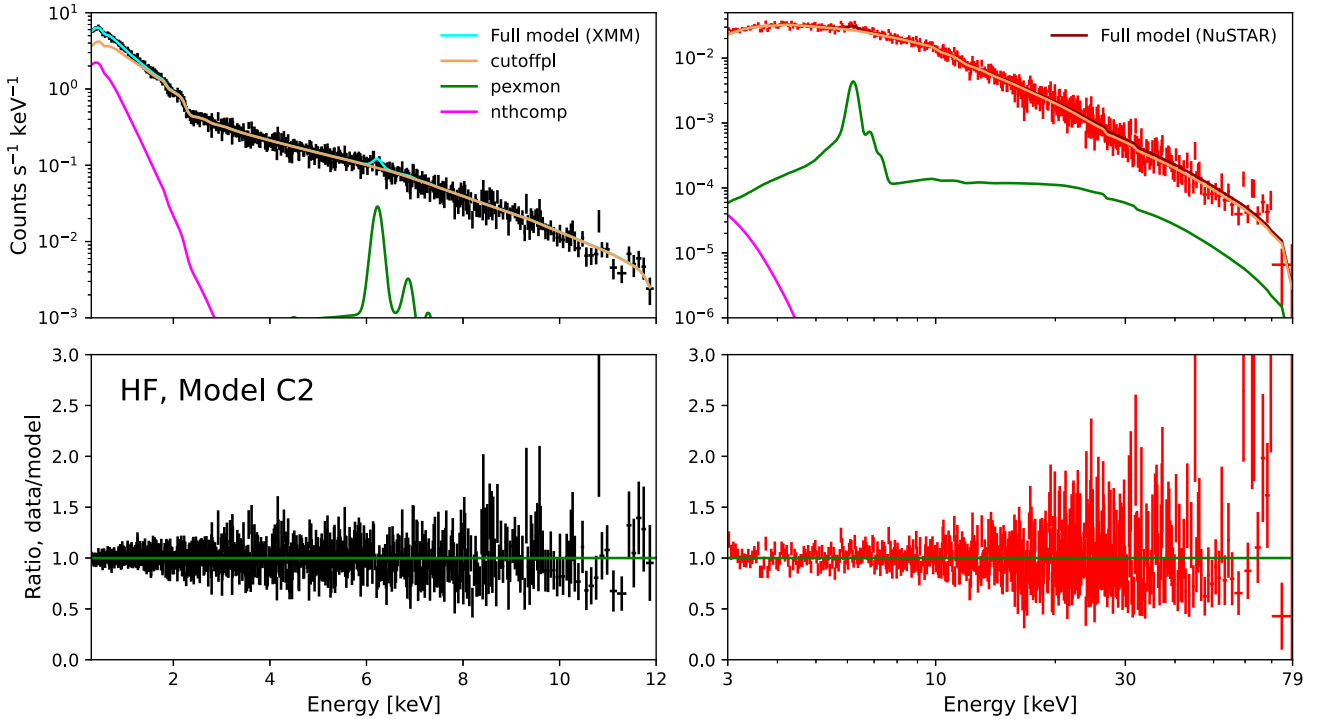 Counts s⁻¹ keV⁻¹
10¹
10⁰
10⁻¹
10⁻²
10⁻³
Full model (XMM)
cutoffpl
pexmon
nthcomp
10⁻²
10⁻³
10⁻⁴
10⁻⁵
10⁻⁶
Full model (NuSTAR)
Ratio, data/model
3.0
2.5
2.0
1.5
1.0
0.5
0.0
HF, Model C2
2 4 6 8 10 12
Energy [keV]
3.0
2.5
2.0
1.5
1.0
0.5
0.0
3 10 30 79
Energy [keV]